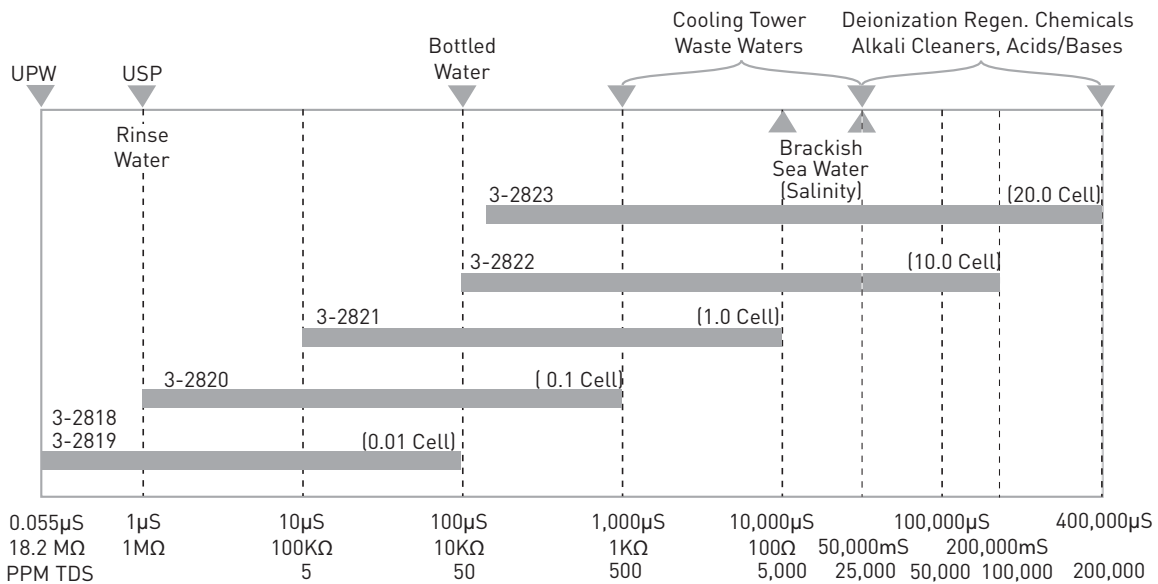 Cooling Tower
Waste Waters
Deionization Regen. Chemicals
Alkali Cleaners, Acids/Bases
UPW
USP
Bottled
Water
Rinse
Water
Brackish
Sea Water
(Salinity)
3-2823 (20.0 Cell)
3-2822 (10.0 Cell)
3-2821 (1.0 Cell)
3-2820 ( 0.1 Cell)
3-2818
3-2819 (0.01 Cell)
0.055µS 1µS 10µS 100µS 1,000µS 10,000µS 100,000µS 400,000µS
18.2 MΩ 1MΩ 100KΩ 10KΩ 1KΩ 100Ω 50,000mS 200,000mS
PPM TDS 5 50 500 5,000 25,000 50,000 100,000 200,000